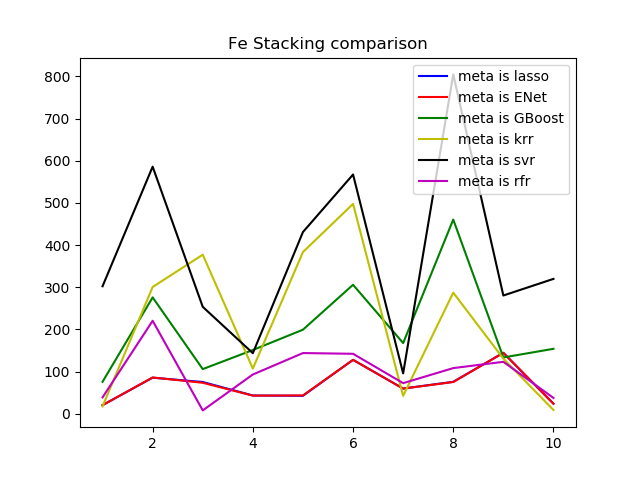 Fe Stacking comparison
800
700
600
500
400
300
200
100
0
2
4
6
8
10
meta is lasso
meta is ENet
meta is GBoost
meta is krr
meta is svr
meta is rfr